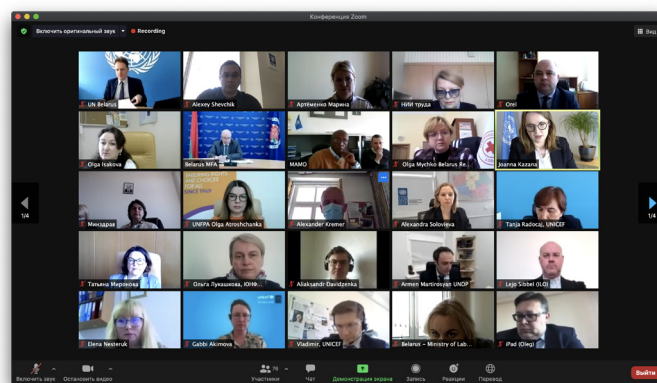 Конференция Zoom
Включить оригинальный звук
Recording
Вид
UN Belarus
Alexey Shevchik
Артёменко Марина
НИИ труда
Orel
Olga Isakova
Belarus MFA
МАМО
Olga Mychko Belarus Re...
Joanna Kazana
1/4
1/4
Минздрав
UNFPA Olga Atroshchanka
Alexander Kremer
Alexandra Solovieva
Tanja Radocaj, UNICEF
Татьяна Миронова
Ольга Лукашкова, ЮНФ...
Aliaksandr Davidzenka
Armen Martirosyan UNDP
Lejo Sibbel (ILO)
Elena Nesteruk
Gabbi Akimova
Vladimir, UNICEF
Belarus – Ministry of Lab...
iPad (Oleg)
Включить звук
Остановить видео
76
Участники
Чат
Демонстрация экрана
Запись
Реакции
Перевод
Выйти